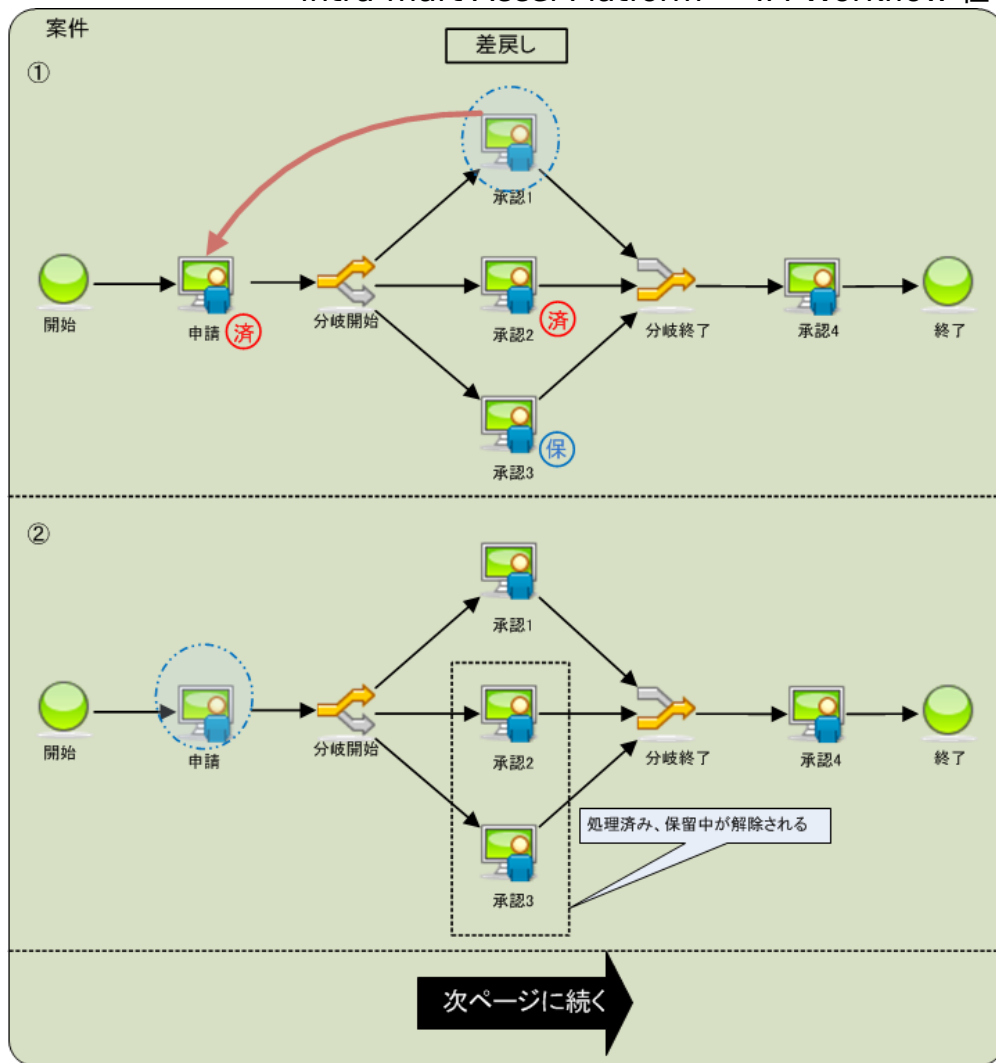 案件
差戻し
①
承認1
開始
申請
済
分岐開始
承認2
済
分岐終了
承認4
終了
承認3
保
②
承認1
開始
申請
分岐開始
承認2
分岐終了
承認4
終了
処理済み、保留中が解除される
承認3
次ページに続く